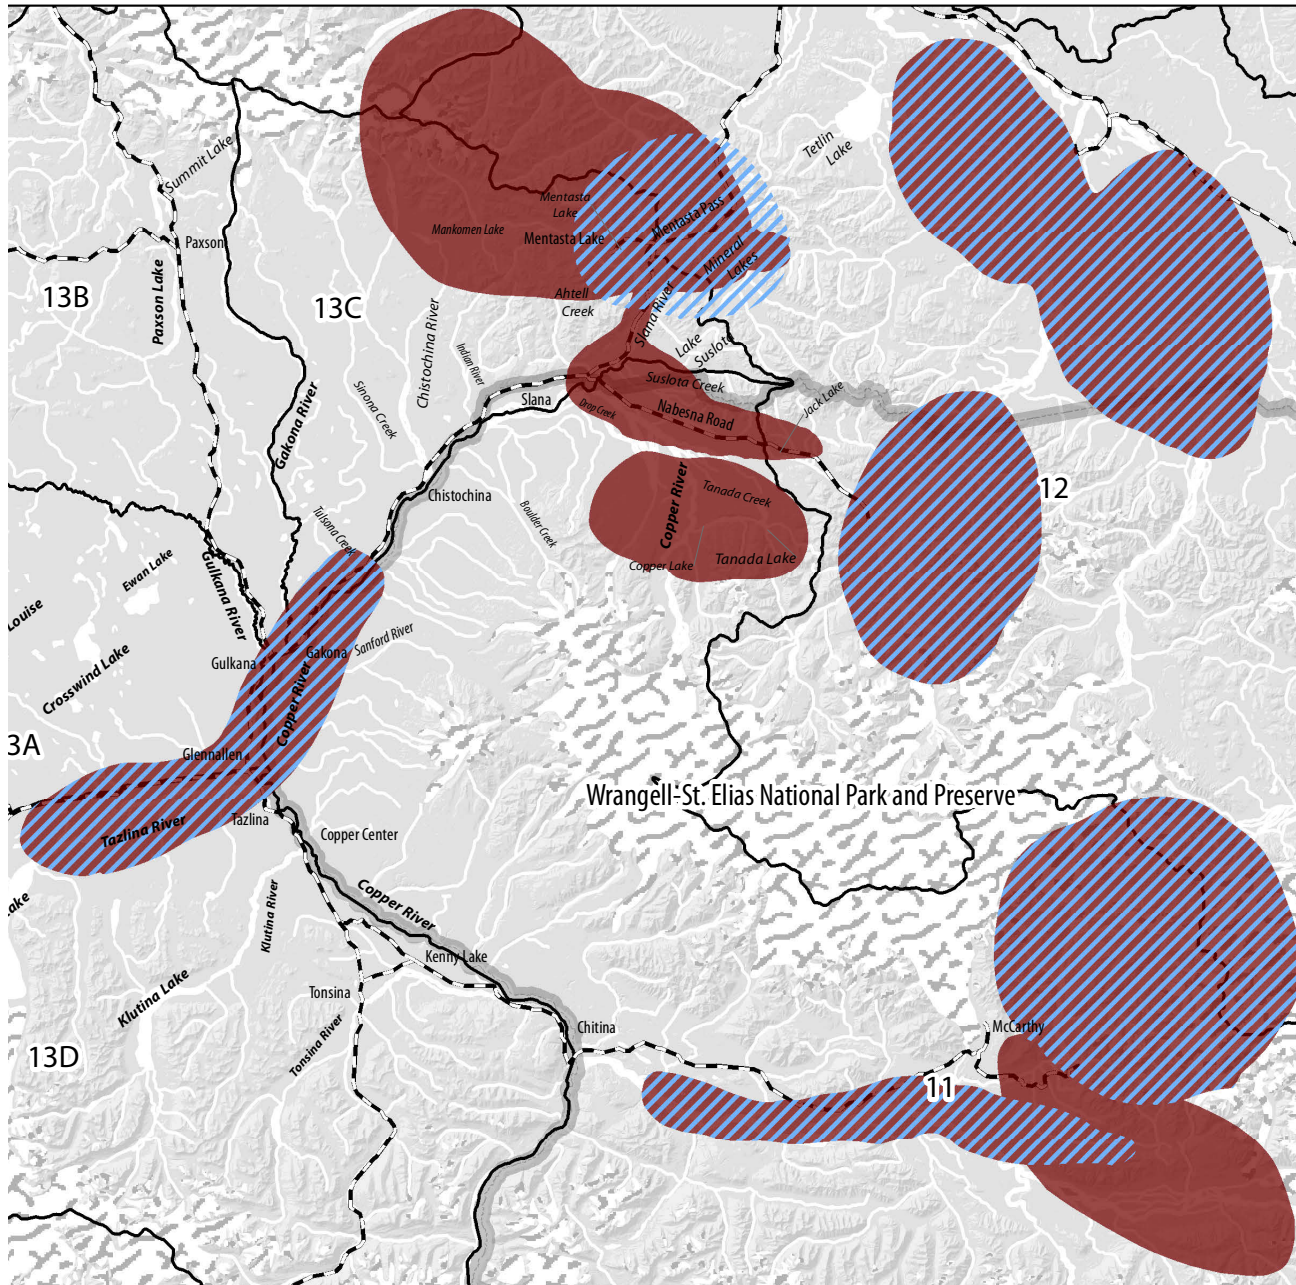 Summit Lake
Tetlin
Lake
Paxson
Mentasta
Lake
Mentasta Pass
Mankomen Lake
Mentasta Lake
Mineral
Lakes
Paxson Lake
13B
13C
Ahtell
Creek
Chistochina River
Slana River
Lake
Suslota
Indian River
Sinona Creek
Gakona River
Suslota Creek
Jack Lake
Slana
Drop Creek
Nabesna Road
12
Chistochina
Tanada Creek
Copper River
Boulder Creek
Tulsona Creek
Copper Lake
Tanada Lake
Ewan Lake
Gulkana River
Louise
Crosswind Lake
Gulkana
Gakona
Sanford River
Copper River
3A
Glennallen
Wrangell-St. Elias National Park and Preserve
Tazlina River
Tazlina
Copper Center
Lake
Klutina River
Copper River
Kenny Lake
Klutina Lake
Tonsina
Tonsina River
Chitina
McCarthy
13D
11